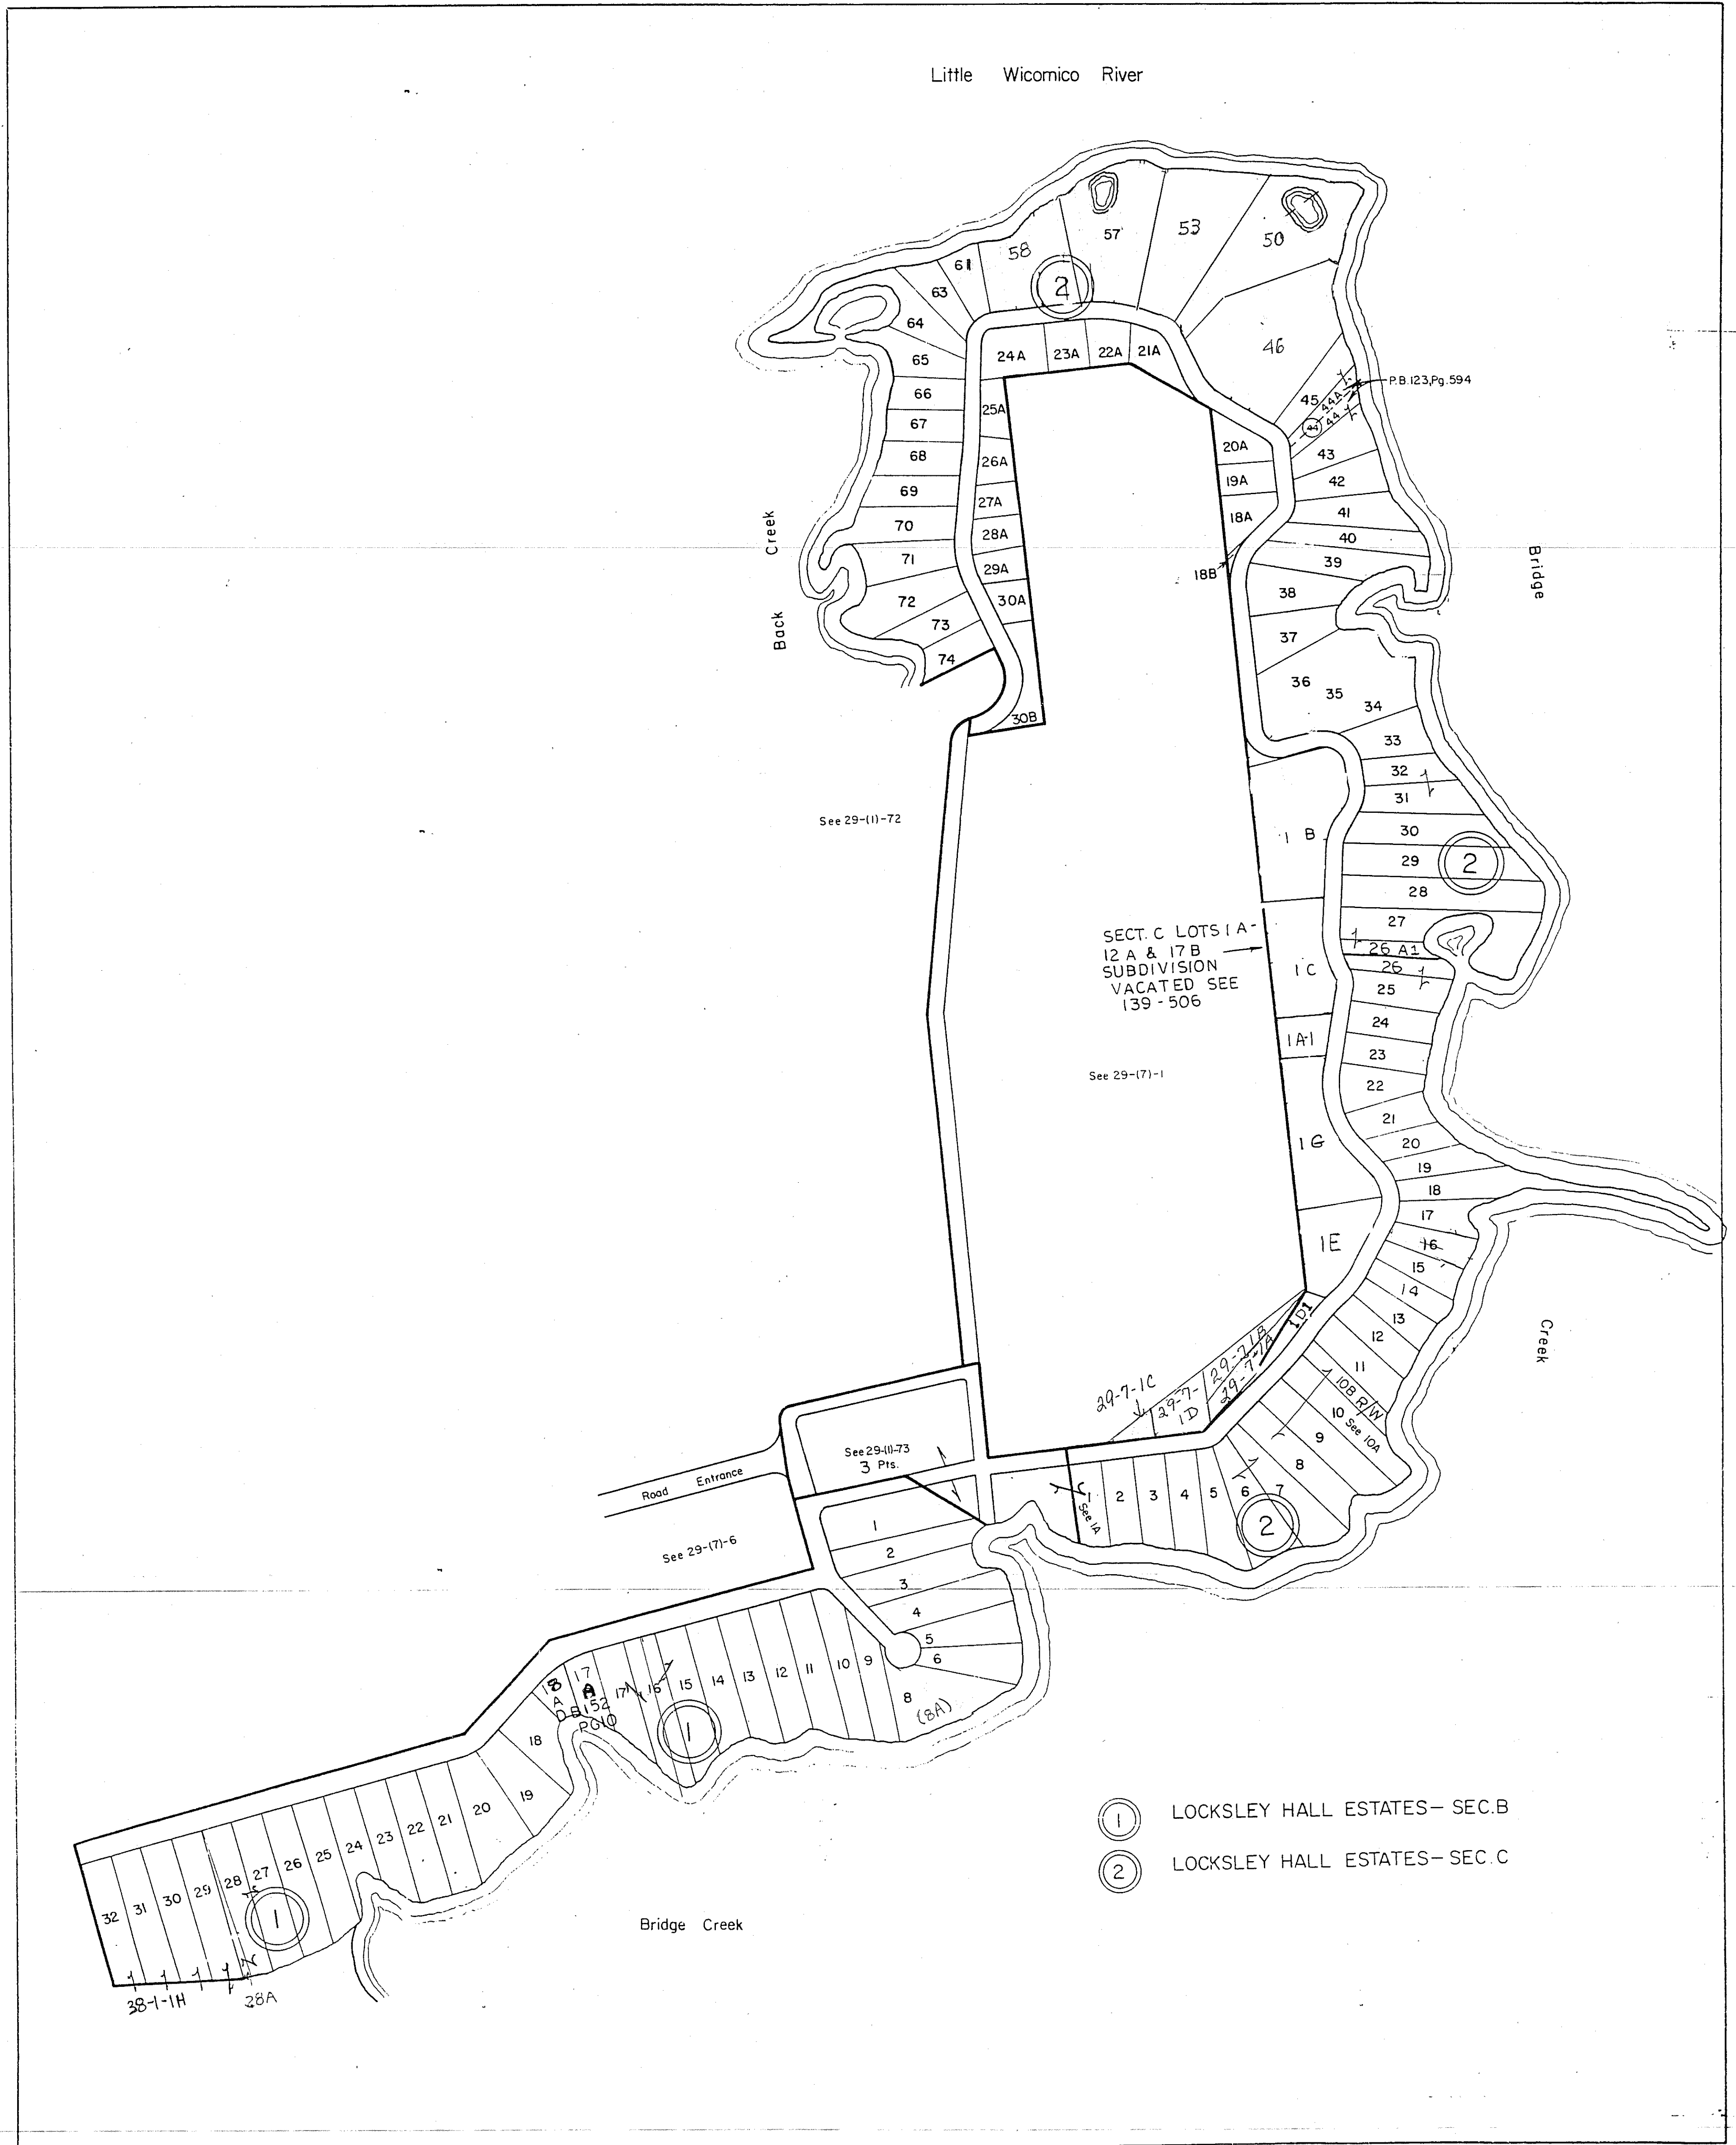 Little Wicomico River
53
57
50
58
61
2
63
64
46
65
24A
23A
22A
21A
P.B.123,Pg.594
66
25A
45
44A
44
44
67
20A
43
68
26A
19A
42
69
27A
18A
41
70
28A
40
Creek
71
29A
39
Bridge
18B
38
72
30A
73
37
Back
74
36
35
34
30B
33
32
31
See 29-(1)-72
1 B
30
29
2
28
27
SECT. C LOTS 1 A-
12 A & 17 B
SUBDIVISION
VACATED SEE
139-506
26 A1
26
1 C
25
24
1A-1
23
See 29-(7)-1
22
21
1 G
20
19
18
17
16
1E
15
14
1D1
13
12
Creek
29-7-1B
29-7-1A
11
29-7-1C
29-7-
1D
10B R/W
10 See 10A
9
See 29-(1)-73
3 Pts.
8
Road Entrance
1
See 1A
2
3
4
5
6
7
2
1
See 29-(7)-6
2
3
4
5
6
8
(8A)
9
10
11
12
13
14
15
16
17
17
A
18
A
DB152
PG10
1
18
19
20
21
22
23
24
25
26
27
28
29
30
31
32
1
38-1-1H
28A
Bridge Creek
1 LOCKSLEY HALL ESTATES- SEC.B
2 LOCKSLEY HALL ESTATES- SEC.C